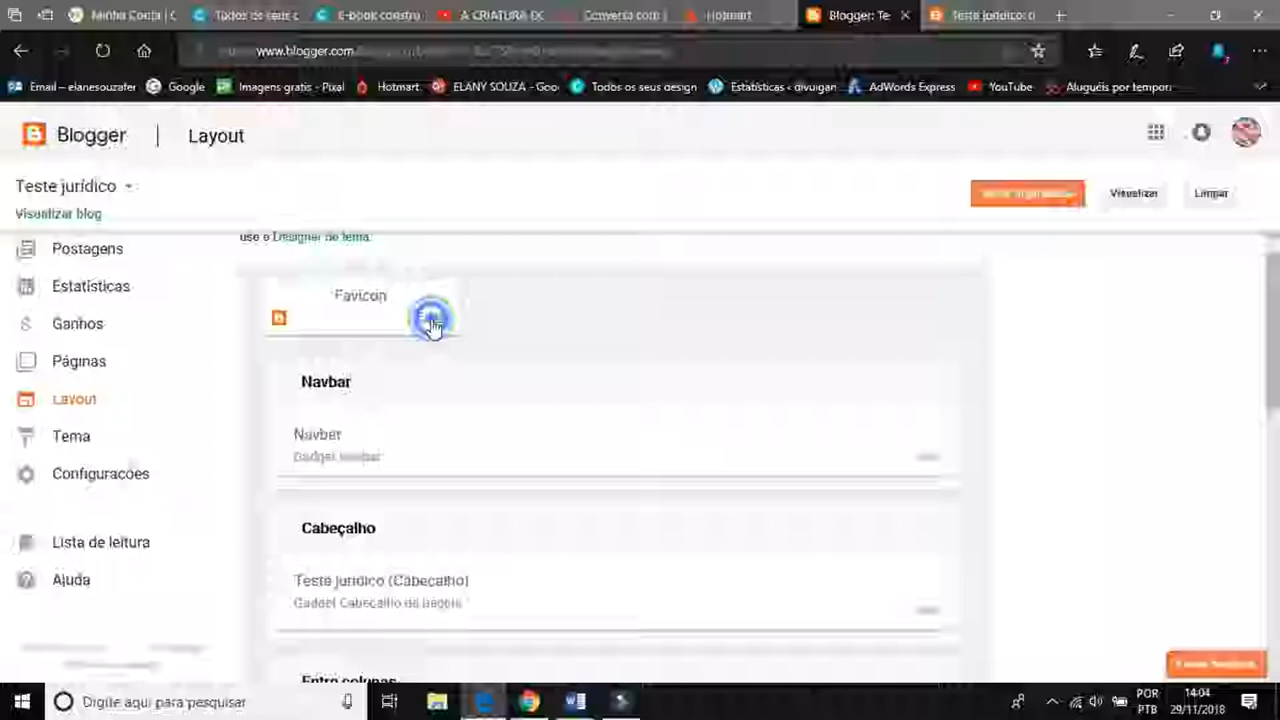 Minha Conta | C
Todos os seus d
E-book constru
A CRIATURA DO
Conversa com
Hotmart
Blogger: Te
Teste jurídico: o
www.blogger.com
Email – elanesouzafer
Google
Imagens gratis - Pixal
Hotmart
ELANY SOUZA - Goo
Todos os seus design
Estatísticas ‹ divulgan
AdWords Express
YouTube
Aluguéis por tempora
Blogger | Layout
Teste jurídico
Visualizar
Limpar
Visualizar blog
use o Designer de tema.
Postagens
Estatísticas
Ganhos
Páginas
Layout
Tema
Configurações
Lista de leitura
Ajuda
Favicon
Navbar
Navbar
Gadget Navbar
Cabeçalho
Teste jurídico (Cabeçalho)
Gadget Cabeçalho da página
Entre colunas
Digite aqui para pesquisar
POR
PTB
14:04
29/11/2018